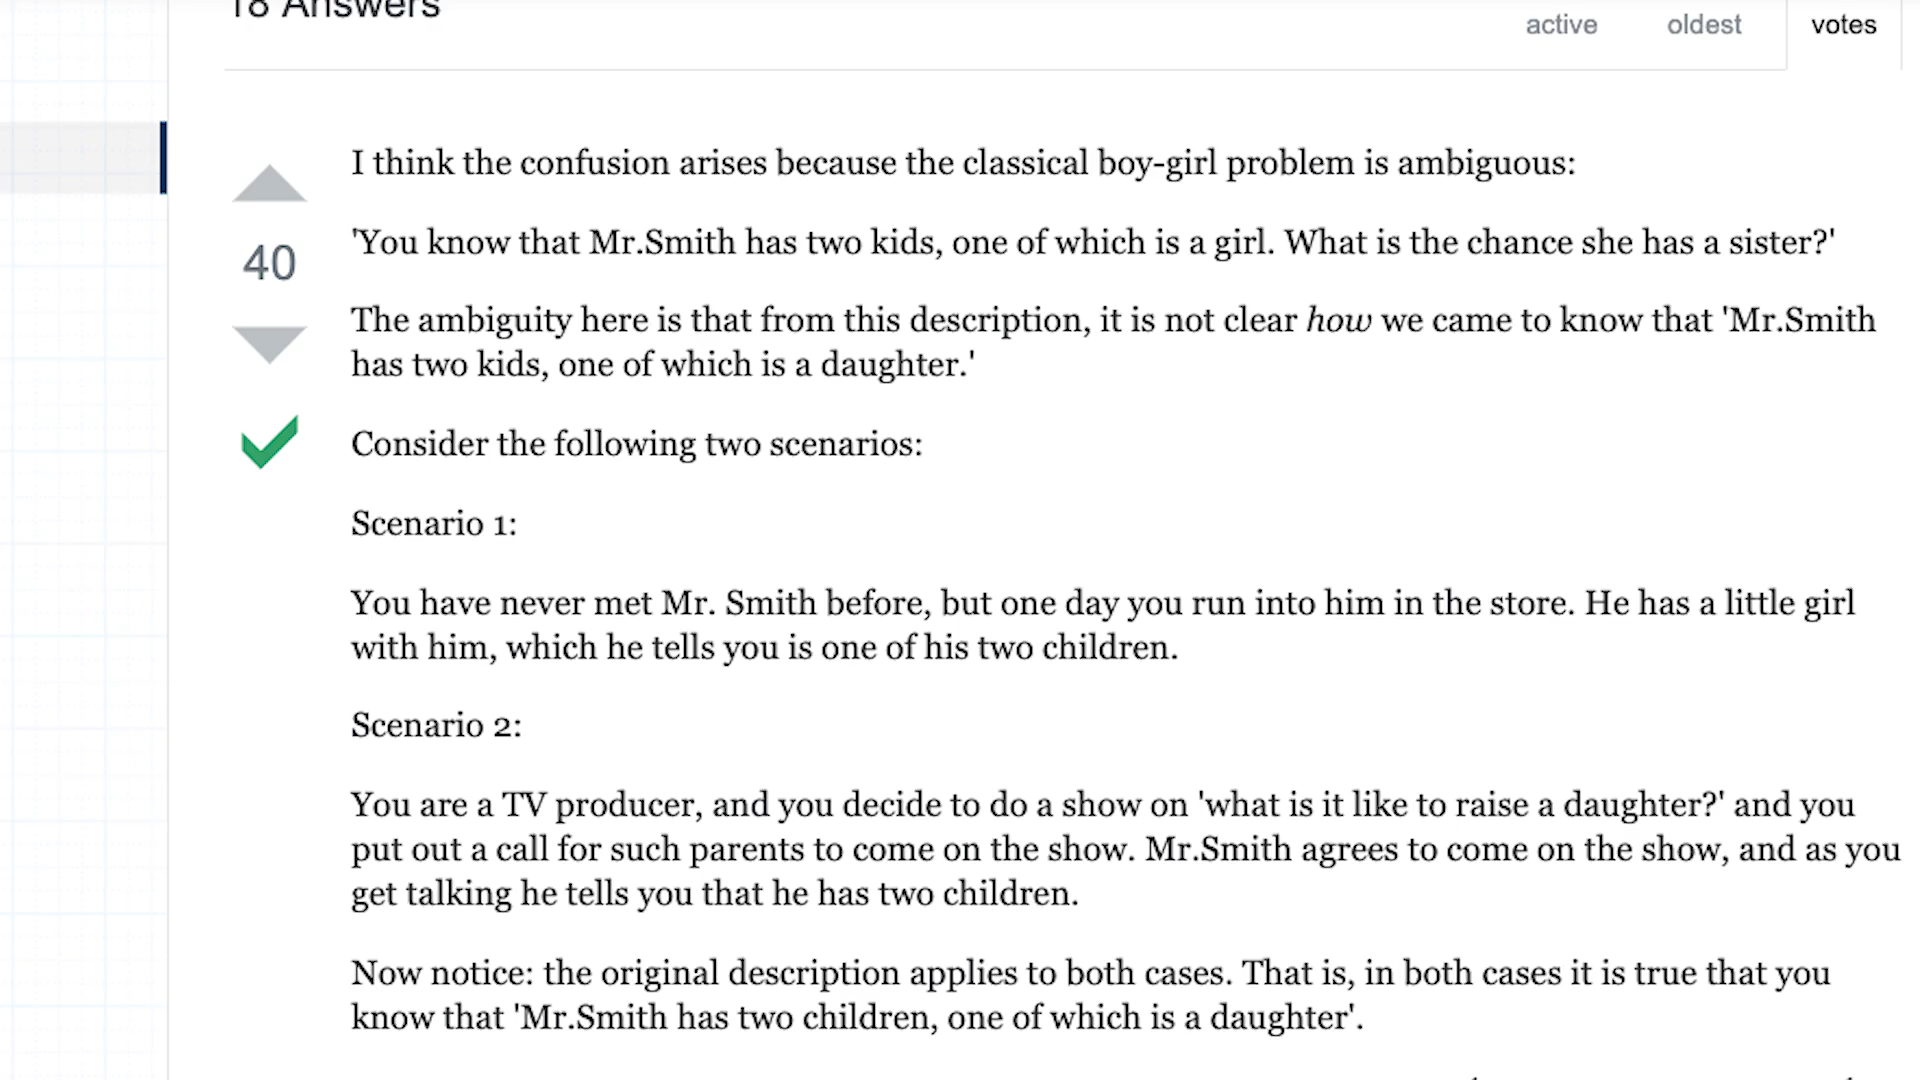 18 Answers
active oldest votes
I think the confusion arises because the classical boy-girl problem is ambiguous:
40
'You know that Mr.Smith has two kids, one of which is a girl. What is the chance she has a sister?'
The ambiguity here is that from this description, it is not clear how we came to know that 'Mr.Smith
has two kids, one of which is a daughter.'
Consider the following two scenarios:
Scenario 1:
You have never met Mr. Smith before, but one day you run into him in the store. He has a little girl
with him, which he tells you is one of his two children.
Scenario 2:
You are a TV producer, and you decide to do a show on 'what is it like to raise a daughter?' and you
put out a call for such parents to come on the show. Mr.Smith agrees to come on the show, and as you
get talking he tells you that he has two children.
Now notice: the original description applies to both cases. That is, in both cases it is true that you
know that 'Mr.Smith has two children, one of which is a daughter'.